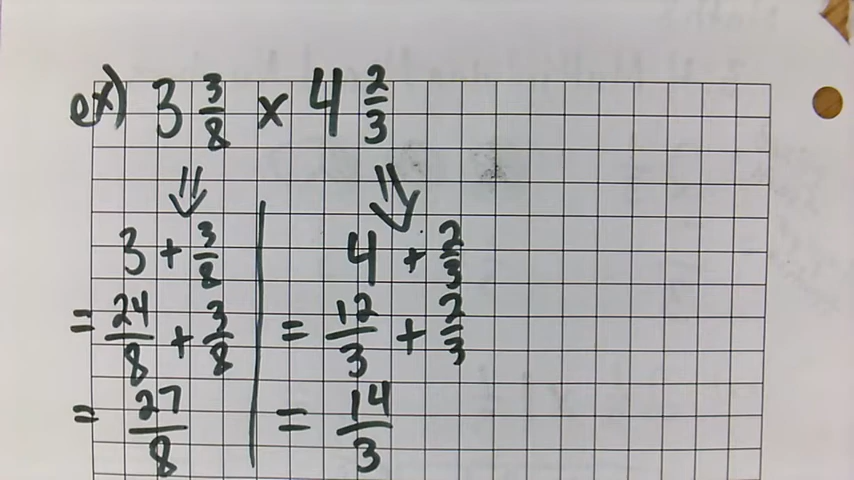 ex) 3 3/8 x 4 2/3
3 + 3/8
= 24/8 + 3/8
= 27/8
4 + 2/3
= 12/3 + 2/3
= 14/3